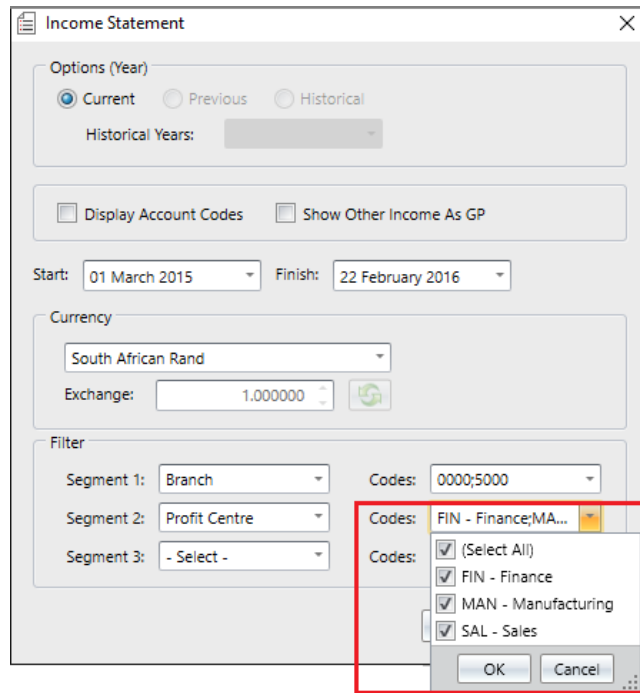 Income Statement
Options (Year)
Current Previous Historical
Historical Years:
Display Account Codes Show Other Income As GP
Start: 01 March 2015 Finish: 22 February 2016
Currency
South African Rand
Exchange: 1.000000
Filter
Segment 1: Branch Codes: 0000;5000
Segment 2: Profit Centre Codes: FIN - Finance;MA...
Segment 3: - Select - Codes:
(Select All)
FIN - Finance
MAN - Manufacturing
SAL - Sales
OK Cancel